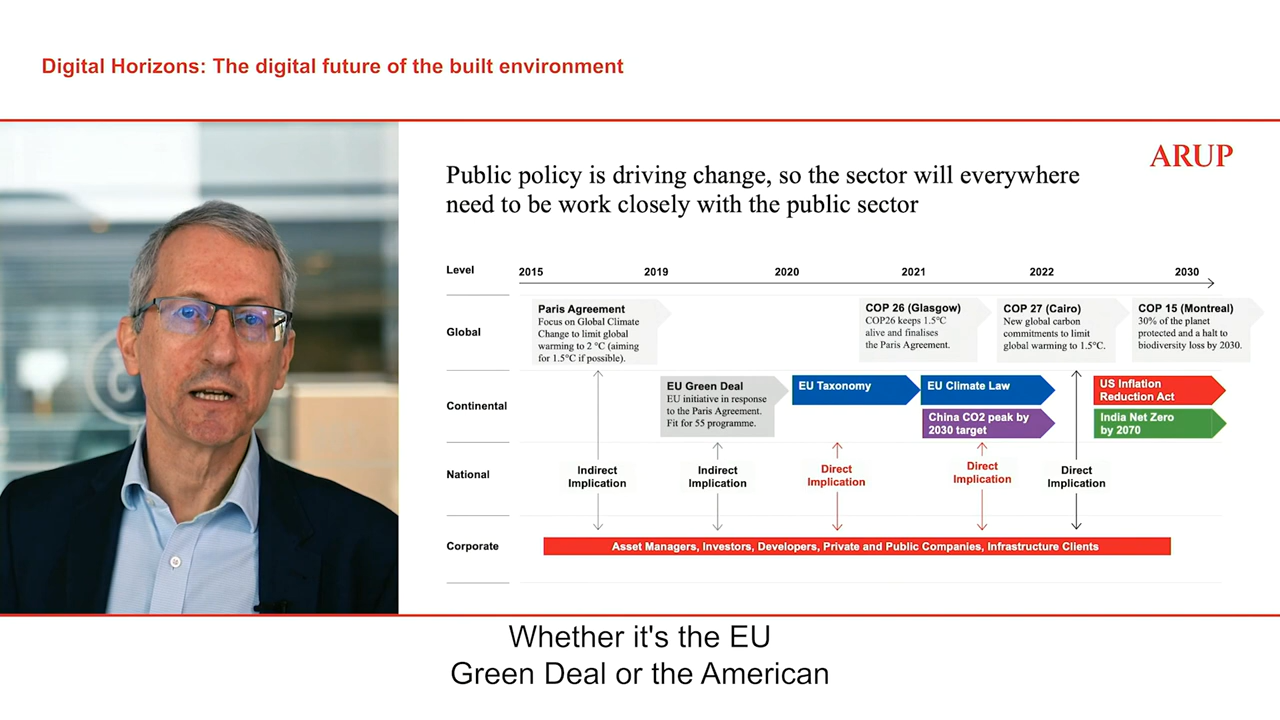 Digital Horizons: The digital future of the built environment
ARUP
Public policy is driving change, so the sector will everywhere
need to be work closely with the public sector
Level
2015
2019
2020
2021
2022
2030
Global
Paris Agreement
Focus on Global Climate
Change to limit global
warming to 2 °C (aiming
for 1.5°C if possible).
COP 26 (Glasgow)
COP26 keeps 1.5°C
alive and finalises
the Paris Agreement.
COP 27 (Cairo)
New global carbon
commitments to limit
global warming to 1.5°C.
COP 15 (Montreal)
30% of the planet
protected and a halt to
biodiversity loss by 2030.
Continental
EU Green Deal
EU initiative in response
to the Paris Agreement.
Fit for 55 programme.
EU Taxonomy
EU Climate Law
China CO2 peak by
2030 target
US Inflation
Reduction Act
India Net Zero
by 2070
National
Indirect
Implication
Indirect
Implication
Direct
Implication
Direct
Implication
Direct
Implication
Corporate
Asset Managers, Investors, Developers, Private and Public Companies, Infrastructure Clients
Whether it's the EU
Green Deal or the American